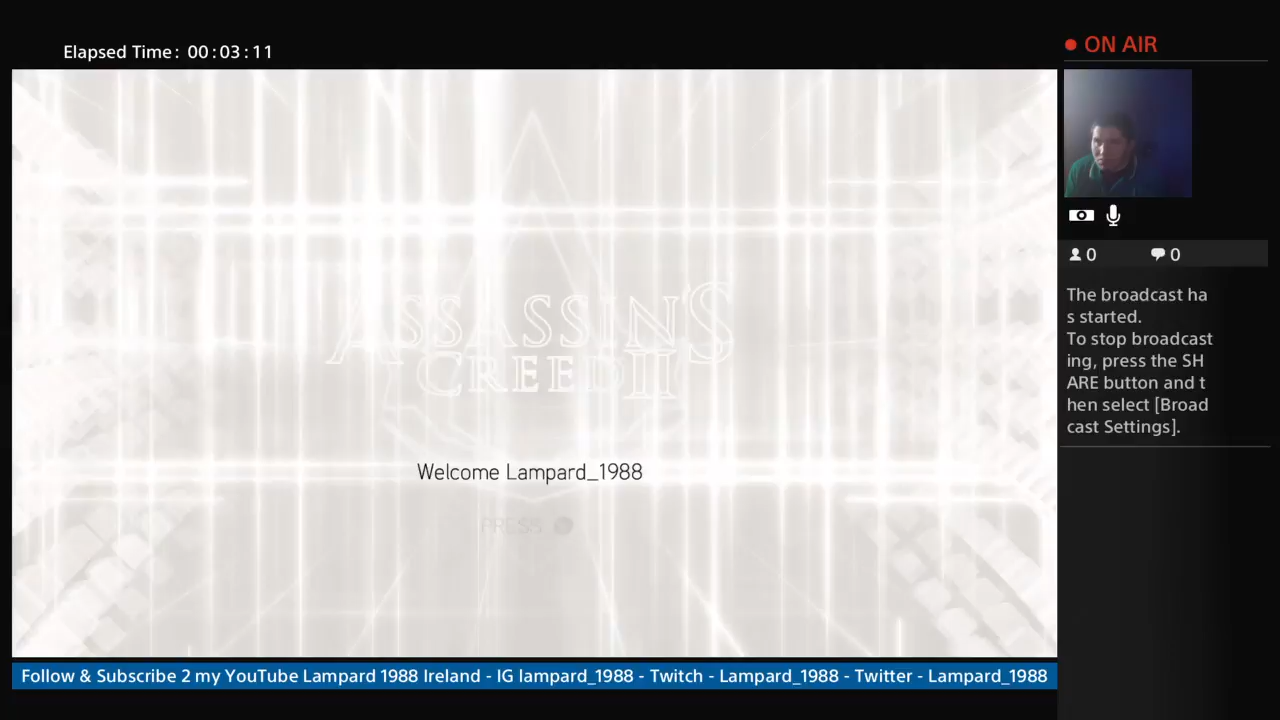 Elapsed Time: 00:03:11
ON AIR
0 0
The broadcast ha
s started.
To stop broadcast
ing, press the SH
ARE button and t
hen select [Broad
cast Settings].
ASSASSIN'S
CREED II
Welcome Lampard_1988
PRESS
Follow & Subscribe 2 my YouTube Lampard 1988 Ireland - IG lampard_1988 - Twitch - Lampard_1988 - Twitter - Lampard_1988